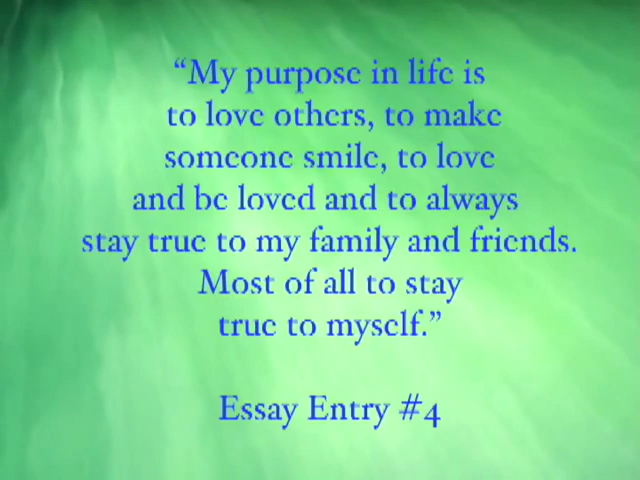 “My purpose in life is
to love others, to make
someone smile, to love
and be loved and to always
stay true to my family and friends.
Most of all to stay
true to myself.”
Essay Entry #4